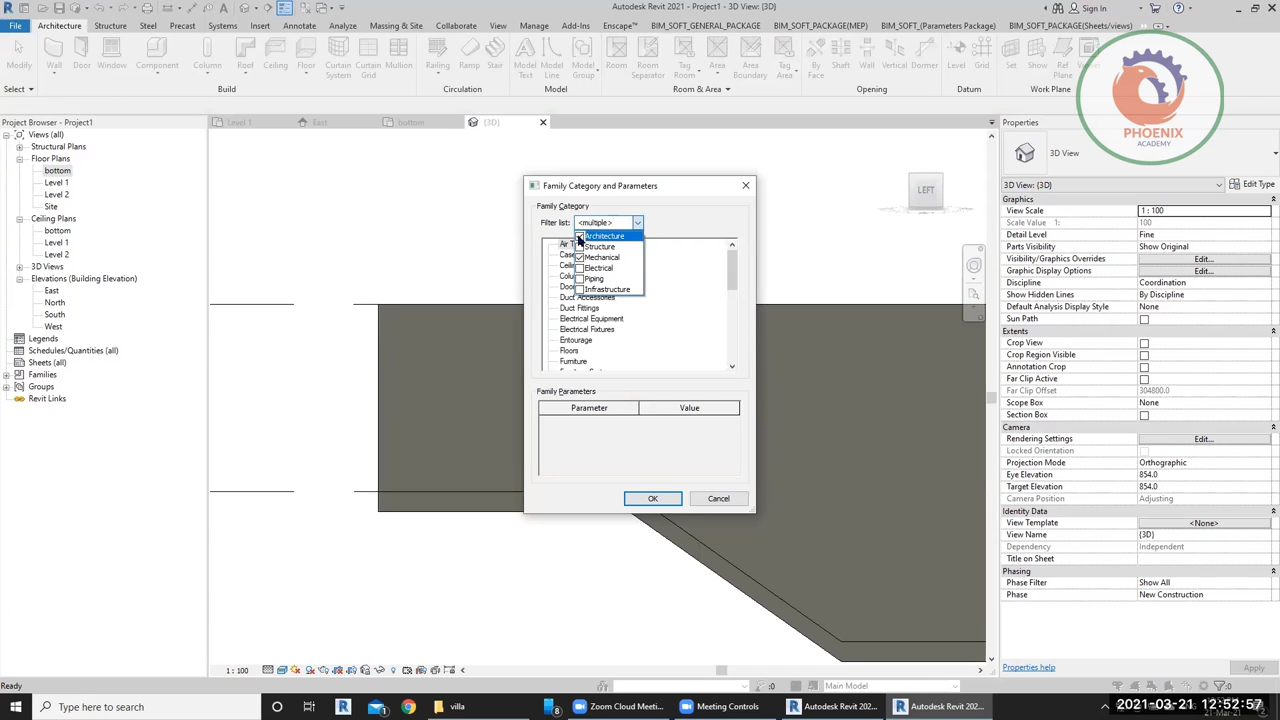 Autodesk Revit 2021 - Project1 - 3D View: {3D}
Sign In
File
Architecture
Structure
Steel
Precast
Systems
Insert
Annotate
Analyze
Massing & Site
Collaborate
View
Manage
Add-Ins
Enscape™
BIM_SOFT_GENERAL_PACKAGE
BIM_SOFT_PACKAGE(MEP)
BIM_SOFT_(Parameters Package)
BIM_SOFT_PACKAGE(Sheets/views)
Modify
Wall
Door
Window
Component
Column
Roof
Ceiling
Floor
Curtain System
Curtain Grid
Mullion
Railing
Ramp
Stair
Model Text
Model Line
Model Group
Room
Room Separator
Tag Room
Area
Area Boundary
Tag Area
By Face
Shaft
Wall
Vertical
Dormer
Level
Grid
Set
Show
Ref Plane
Select
Build
Circulation
Model
Room & Area
Opening
Datum
Work Plane
PHOENIX
ACADEMY
Project Browser - Project1
Level 1
East
bottom
{3D}
Properties
Views (all)
Structural Plans
Floor Plans
bottom
Level 1
Level 2
Site
Ceiling Plans
bottom
Level 1
Level 2
3D Views
Elevations (Building Elevation)
East
North
South
West
Legends
Schedules/Quantities (all)
Sheets (all)
Families
Groups
Revit Links
LEFT
Family Category and Parameters
Family Category
Filter list:
<multiple>
Architecture
Structure
Mechanical
Electrical
Piping
Infrastructure
Duct Accessories
Duct Fittings
Electrical Equipment
Electrical Fixtures
Entourage
Floors
Furniture
Family Parameters
Parameter
Value
OK
Cancel
3D View
3D View: {3D}
Edit Type
Graphics
View Scale
1 : 100
Scale Value 1:
100
Detail Level
Fine
Parts Visibility
Show Original
Visibility/Graphics Overrides
Edit...
Graphic Display Options
Edit...
Discipline
Coordination
Show Hidden Lines
By Discipline
Default Analysis Display Style
None
Sun Path
Extents
Crop View
Crop Region Visible
Annotation Crop
Far Clip Active
Far Clip Offset
304800.0
Scope Box
None
Section Box
Camera
Rendering Settings
Edit...
Locked Orientation
Projection Mode
Orthographic
Eye Elevation
854.0
Target Elevation
854.0
Camera Position
Adjusting
Identity Data
View Template
<None>
View Name
{3D}
Dependency
Independent
Title on Sheet
Phasing
Phase Filter
Show All
Phase
New Construction
Properties help
Apply
1 : 100
Ready
:0
Main Model
:0
Type here to search
villa
Zoom Cloud Meeti...
Meeting Controls
Autodesk Revit 202...
Autodesk Revit 202...
2021-03-21 12:52:57